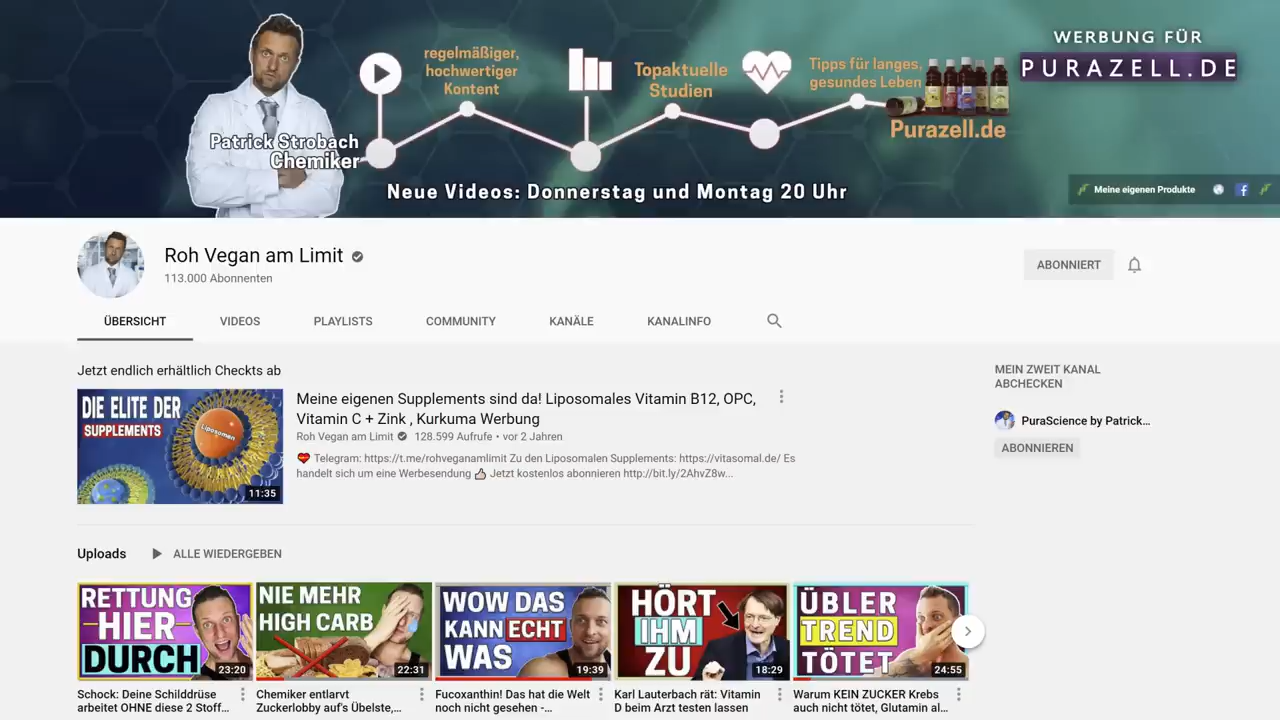 regelmäßiger,
hochwertiger
Kontent
Topaktuelle
Studien
Tipps für langes,
gesundes Leben
WERBUNG FÜR
PURAZELL.DE
Purazell.de
Patrick Strobach
Chemiker
Neue Videos: Donnerstag und Montag 20 Uhr
Meine eigenen Produkte
Roh Vegan am Limit
113.000 Abonnenten
ABONNIERT
ÜBERSICHT VIDEOS PLAYLISTS COMMUNITY KANÄLE KANALINFO
Jetzt endlich erhältlich Checkts ab
DIE ELITE DER
SUPPLEMENTS
Liposomen
11:35
Meine eigenen Supplements sind da! Liposomales Vitamin B12, OPC,
Vitamin C + Zink , Kurkuma Werbung
Roh Vegan am Limit 128.599 Aufrufe • vor 2 Jahren
Telegram: https://t.me/rohveganamlimit Zu den Liposomalen Supplements: https://vitasomal.de/ Es
handelt sich um eine Werbesendung 👍 Jetzt kostenlos abonnieren http://bit.ly/2AhvZ8w...
MEIN ZWEIT KANAL
ABCHECKEN
PuraScience by Patrick...
ABONNIEREN
Uploads ALLE WIEDERGEBEN
RETTUNG
HIER
DURCH
23:20
Schock: Deine Schilddrüse
arbeitet OHNE diese 2 Stoff...
NIE MEHR
HIGH CARB
22:31
Chemiker entlarvt
Zuckerlobby auf's Übelste,...
WOW DAS
KANN ECHT
WAS
19:39
Fucoxanthin! Das hat die Welt
noch nicht gesehen -...
HÖRT
IHM
ZU
18:29
Karl Lauterbach rät: Vitamin
D beim Arzt testen lassen
ÜBLER
TREND
TÖTET
24:55
Warum KEIN ZUCKER Krebs
auch nicht tötet, Glutamin al...